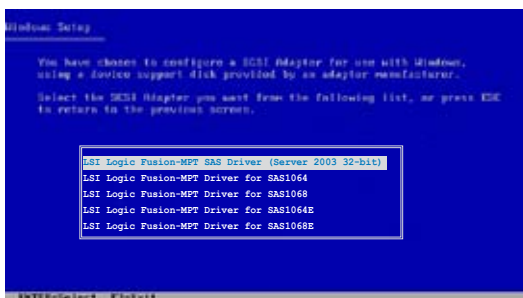 Windows Setup
You have chosen to configure a SCSI Adapter for use with Windows,
using a device support disk provided by an adapter manufacturer.
Select the SCSI Adapter you want from the following list, or press ESC
to return to the previous screen.
LSI Logic Fusion-MPT SAS Driver (Server 2003 32-bit)
LSI Logic Fusion-MPT Driver for SAS1064
LSI Logic Fusion-MPT Driver for SAS1068
LSI Logic Fusion-MPT Driver for SAS1064E
LSI Logic Fusion-MPT Driver for SAS1068E
ENTER=Select F3=Exit